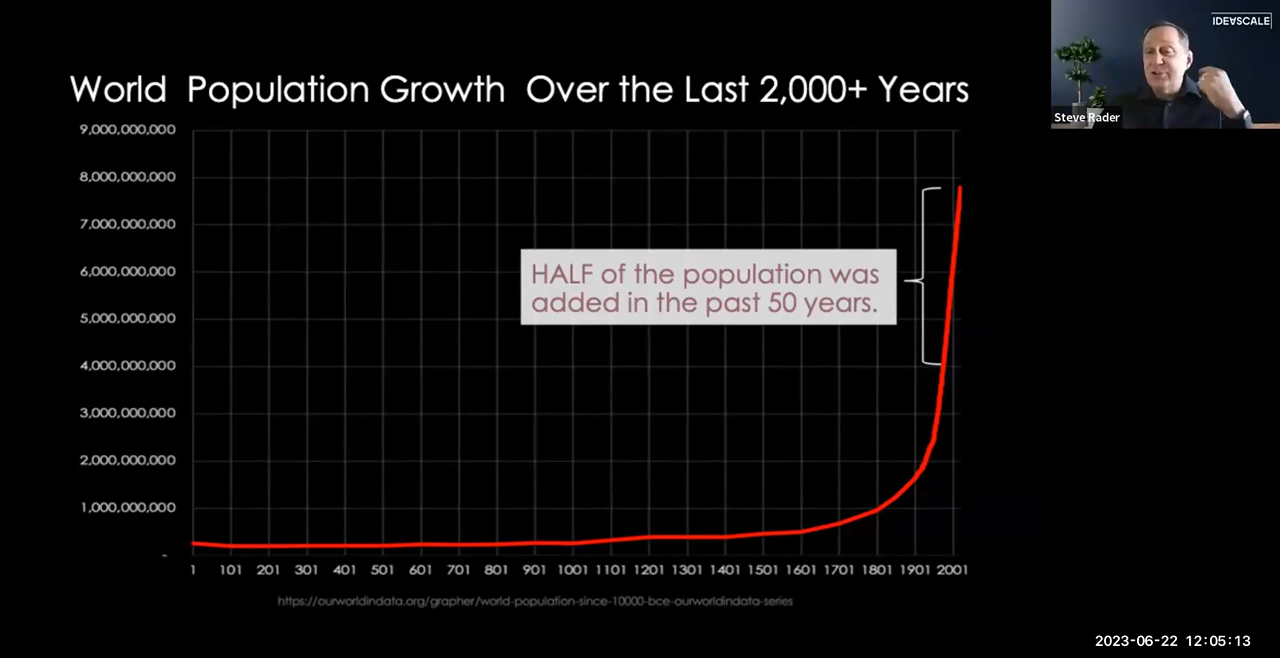 IDEASCALE
Steve Rader
World Population Growth Over the Last 2,000+ Years
9,000,000,000
8,000,000,000
7,000,000,000
6,000,000,000
5,000,000,000
4,000,000,000
3,000,000,000
2,000,000,000
1,000,000,000
-
HALF of the population was
added in the past 50 years.
1 101 201 301 401 501 601 701 801 901 1001 1101 1201 1301 1401 1501 1601 1701 1801 1901 2001
https://ourworldindata.org/grapher/world-population-since-10000-bce-ourworldindata-series
2023-06-22 12:05:13